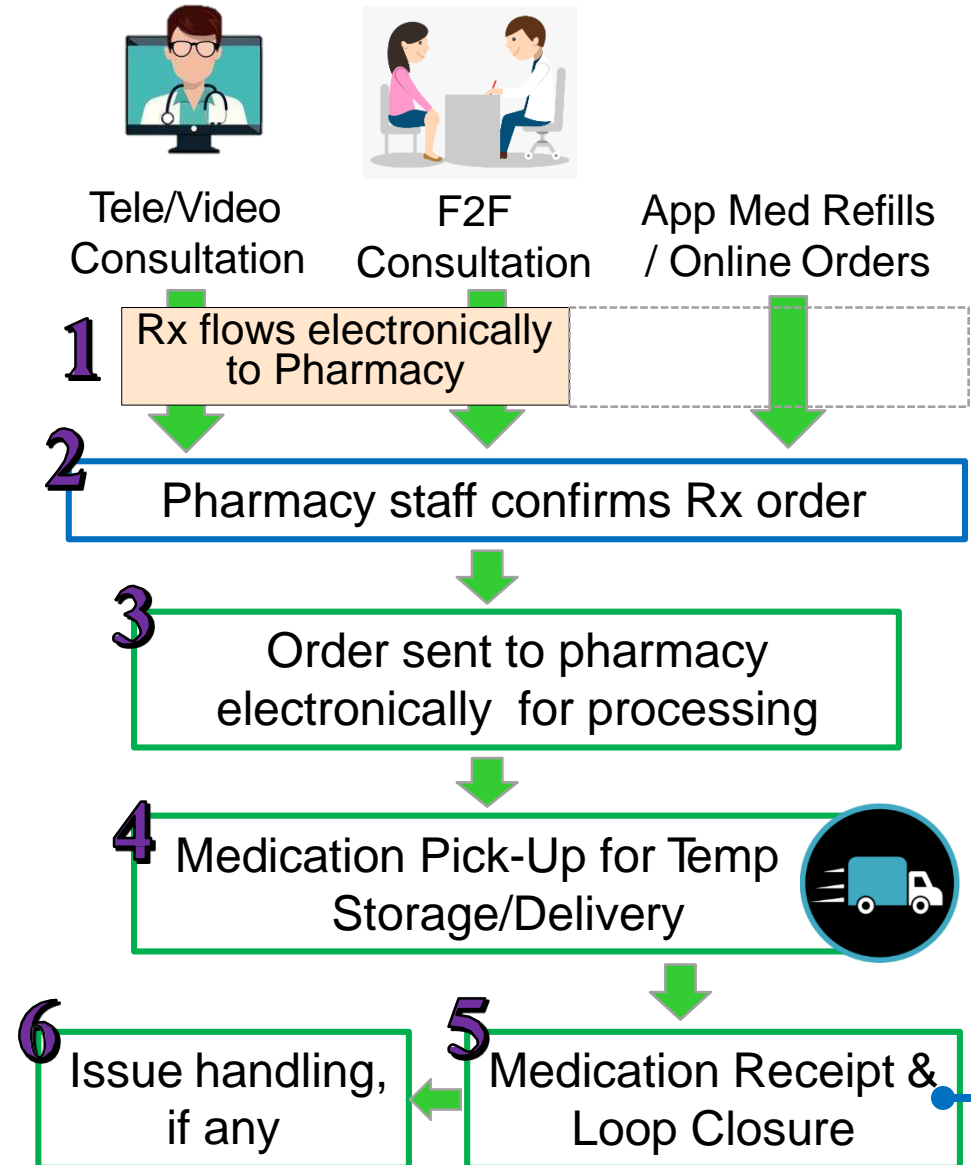 Tele/Video
Consultation
F2F
Consultation
App Med Refills
/ Online Orders
1
Rx flows electronically
to Pharmacy
2
Pharmacy staff confirms Rx order
3
Order sent to pharmacy
electronically  for processing
4
Medication Pick-Up for Temp
Storage/Delivery
6
Issue handling,
if any
5
Medication Receipt &
Loop Closure